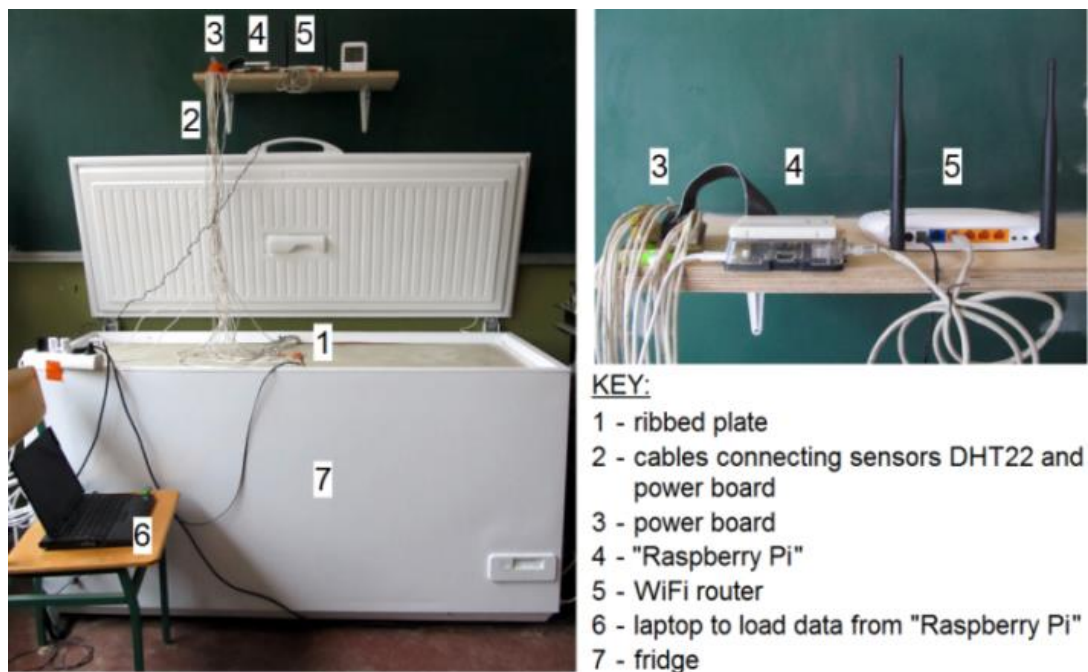 3
4
5
2
1
7
6
3
4
5
KEY:
1 - ribbed plate
2 - cables connecting sensors DHT22 and
power board
3 - power board
4 - "Raspberry Pi"
5 - WiFi router
6 - laptop to load data from "Raspberry Pi"
7 - fridge